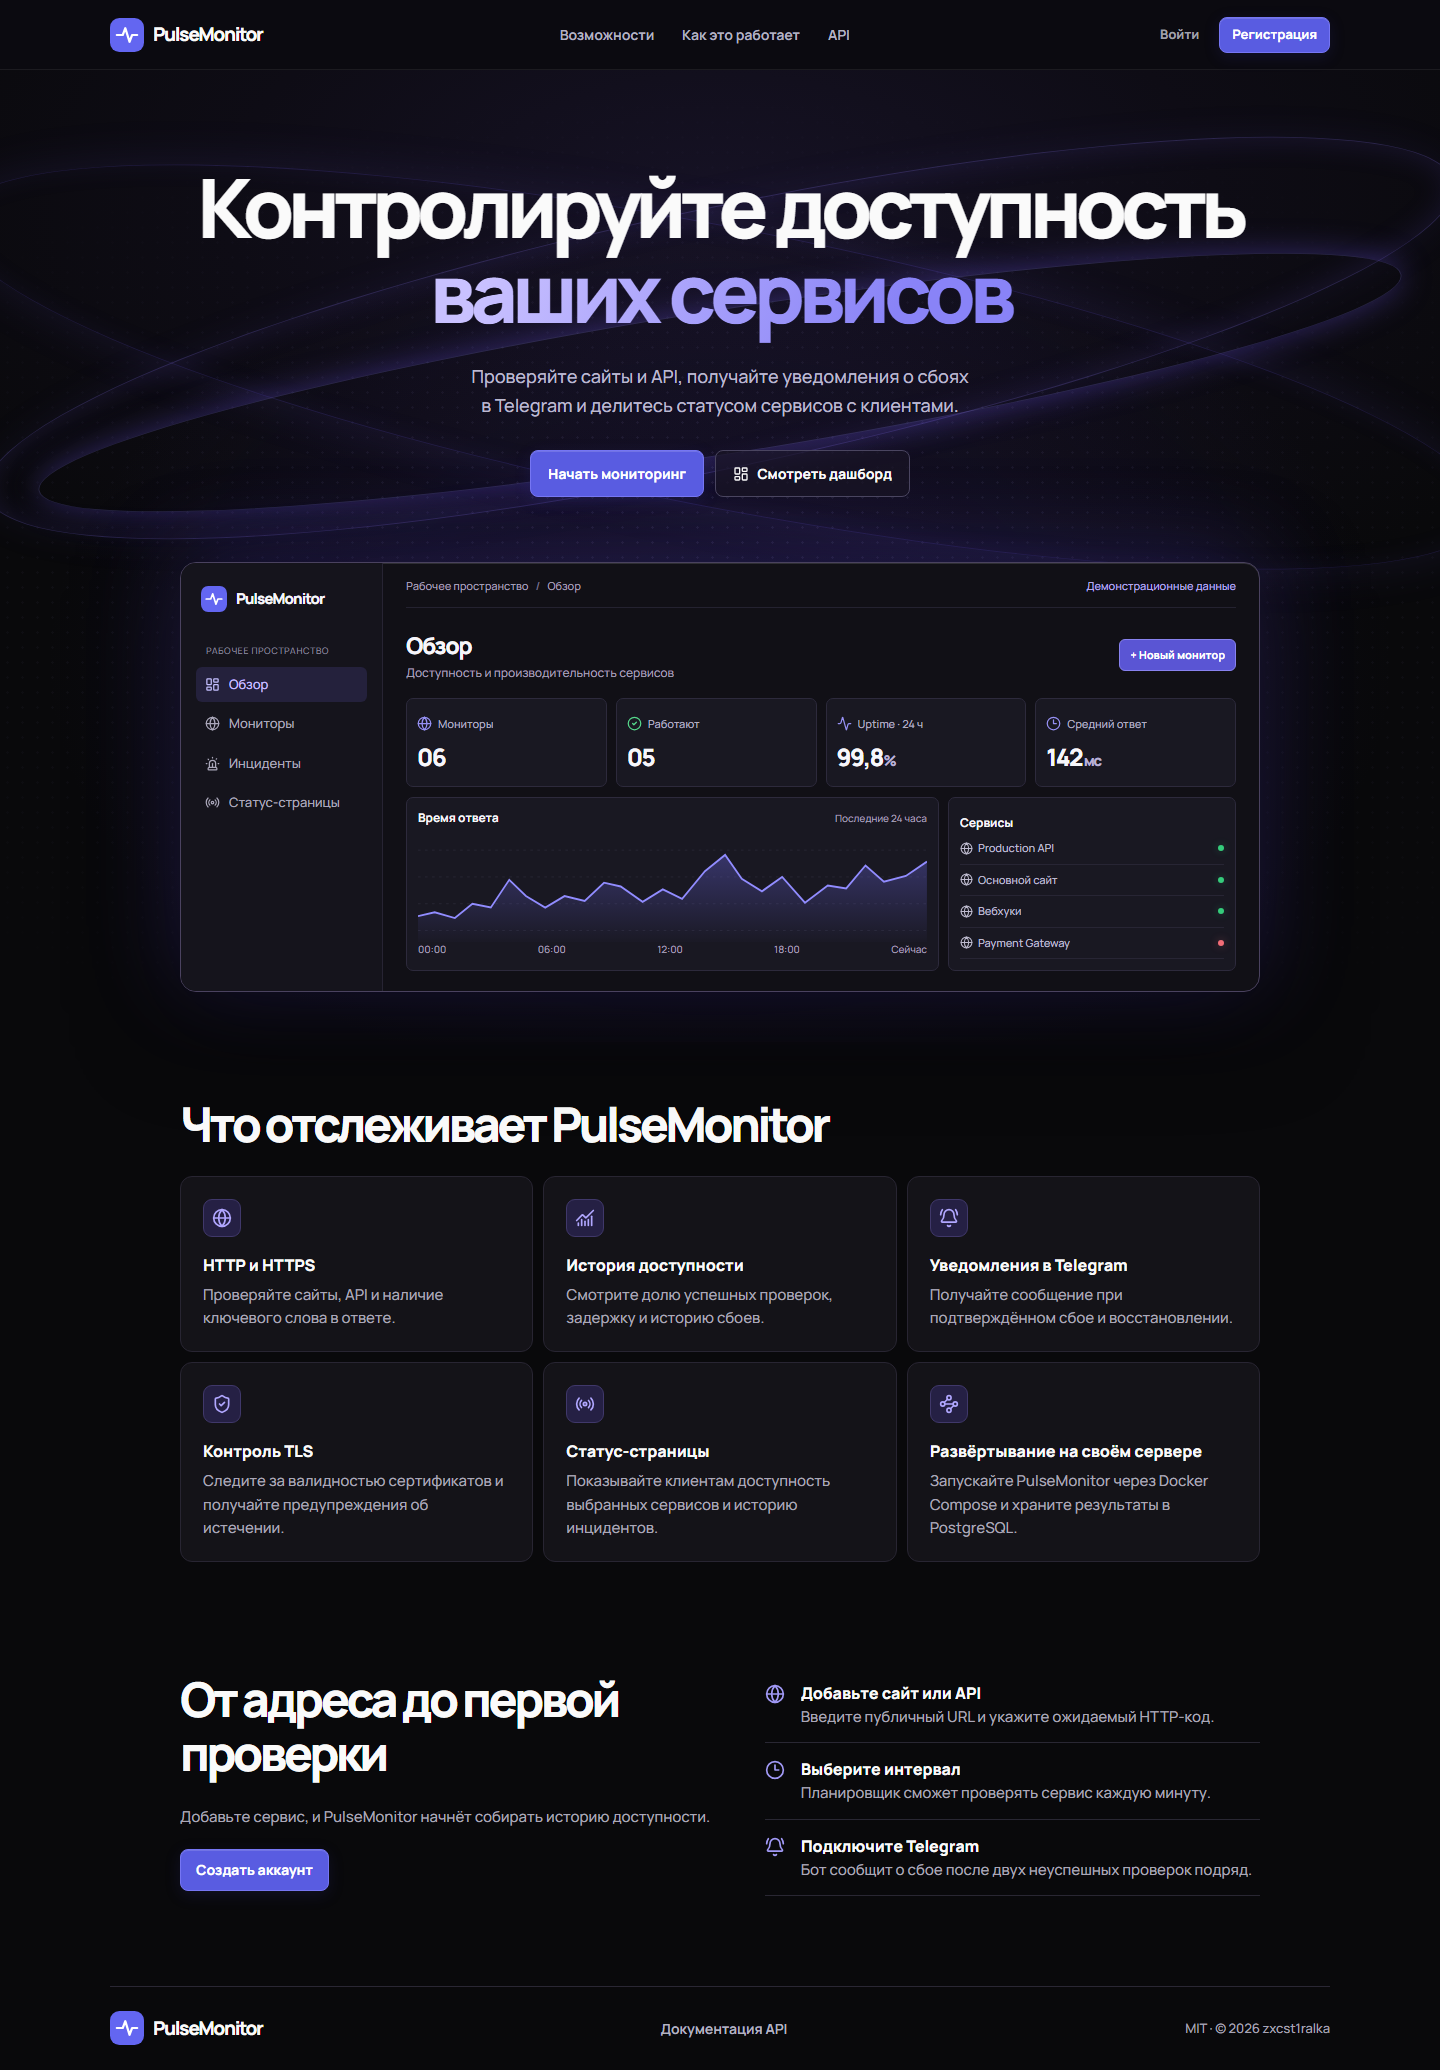 PulseMonitor
Возможности
Как это работает
API
Войти
Регистрация
Контролируйте доступность
ваших сервисов
Проверяйте сайты и API, получайте уведомления о сбоях
в Telegram и делитесь статусом сервисов с клиентами.
Начать мониторинг
Смотреть дашборд
PulseMonitor
РАБОЧЕЕ ПРОСТРАНСТВО
Обзор
Мониторы
Инциденты
Статус-страницы
Рабочее пространство / Обзор
Демонстрационные данные
Обзор
Доступность и производительность сервисов
+ Новый монитор
Мониторы
06
Работают
05
Uptime · 24 ч
99,8%
Средний ответ
142мс
Время ответа
Последние 24 часа
00:00
06:00
12:00
18:00
Сейчас
Сервисы
Production API
Основной сайт
Вебхуки
Payment Gateway
Что отслеживает PulseMonitor
HTTP и HTTPS
Проверяйте сайты, API и наличие
ключевого слова в ответе.
История доступности
Смотрите долю успешных проверок,
задержку и историю сбоев.
Уведомления в Telegram
Получайте сообщение при
подтверждённом сбое и восстановлении.
Контроль TLS
Следите за валидностью сертификатов и
получайте предупреждения об
истечении.
Статус-страницы
Показывайте клиентам доступность
выбранных сервисов и историю
инцидентов.
Развёртывание на своём сервере
Запускайте PulseMonitor через Docker
Compose и храните результаты в
PostgreSQL.
От адреса до первой
проверки
Добавьте сервис, и PulseMonitor начнёт собирать историю доступности.
Создать аккаунт
Добавьте сайт или API
Введите публичный URL и укажите ожидаемый HTTP-код.
Выберите интервал
Планировщик сможет проверять сервис каждую минуту.
Подключите Telegram
Бот сообщит о сбое после двух неуспешных проверок подряд.
PulseMonitor
Документация API
MIT · © 2026 zxcst1ralka